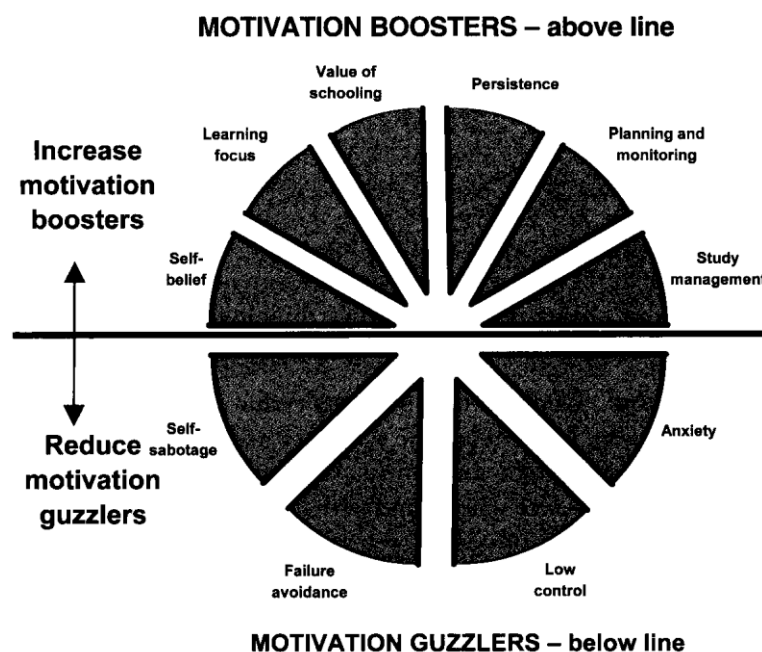 MOTIVATION BOOSTERS – above line
Value of
schooling
Persistence
Learning
focus
Planning and
monitoring
Increase
motivation
boosters
Self-
belief
Study
management
Self-
sabotage
Anxiety
Reduce
motivation
guzzlers
Failure
avoidance
Low
control
MOTIVATION GUZZLERS – below line